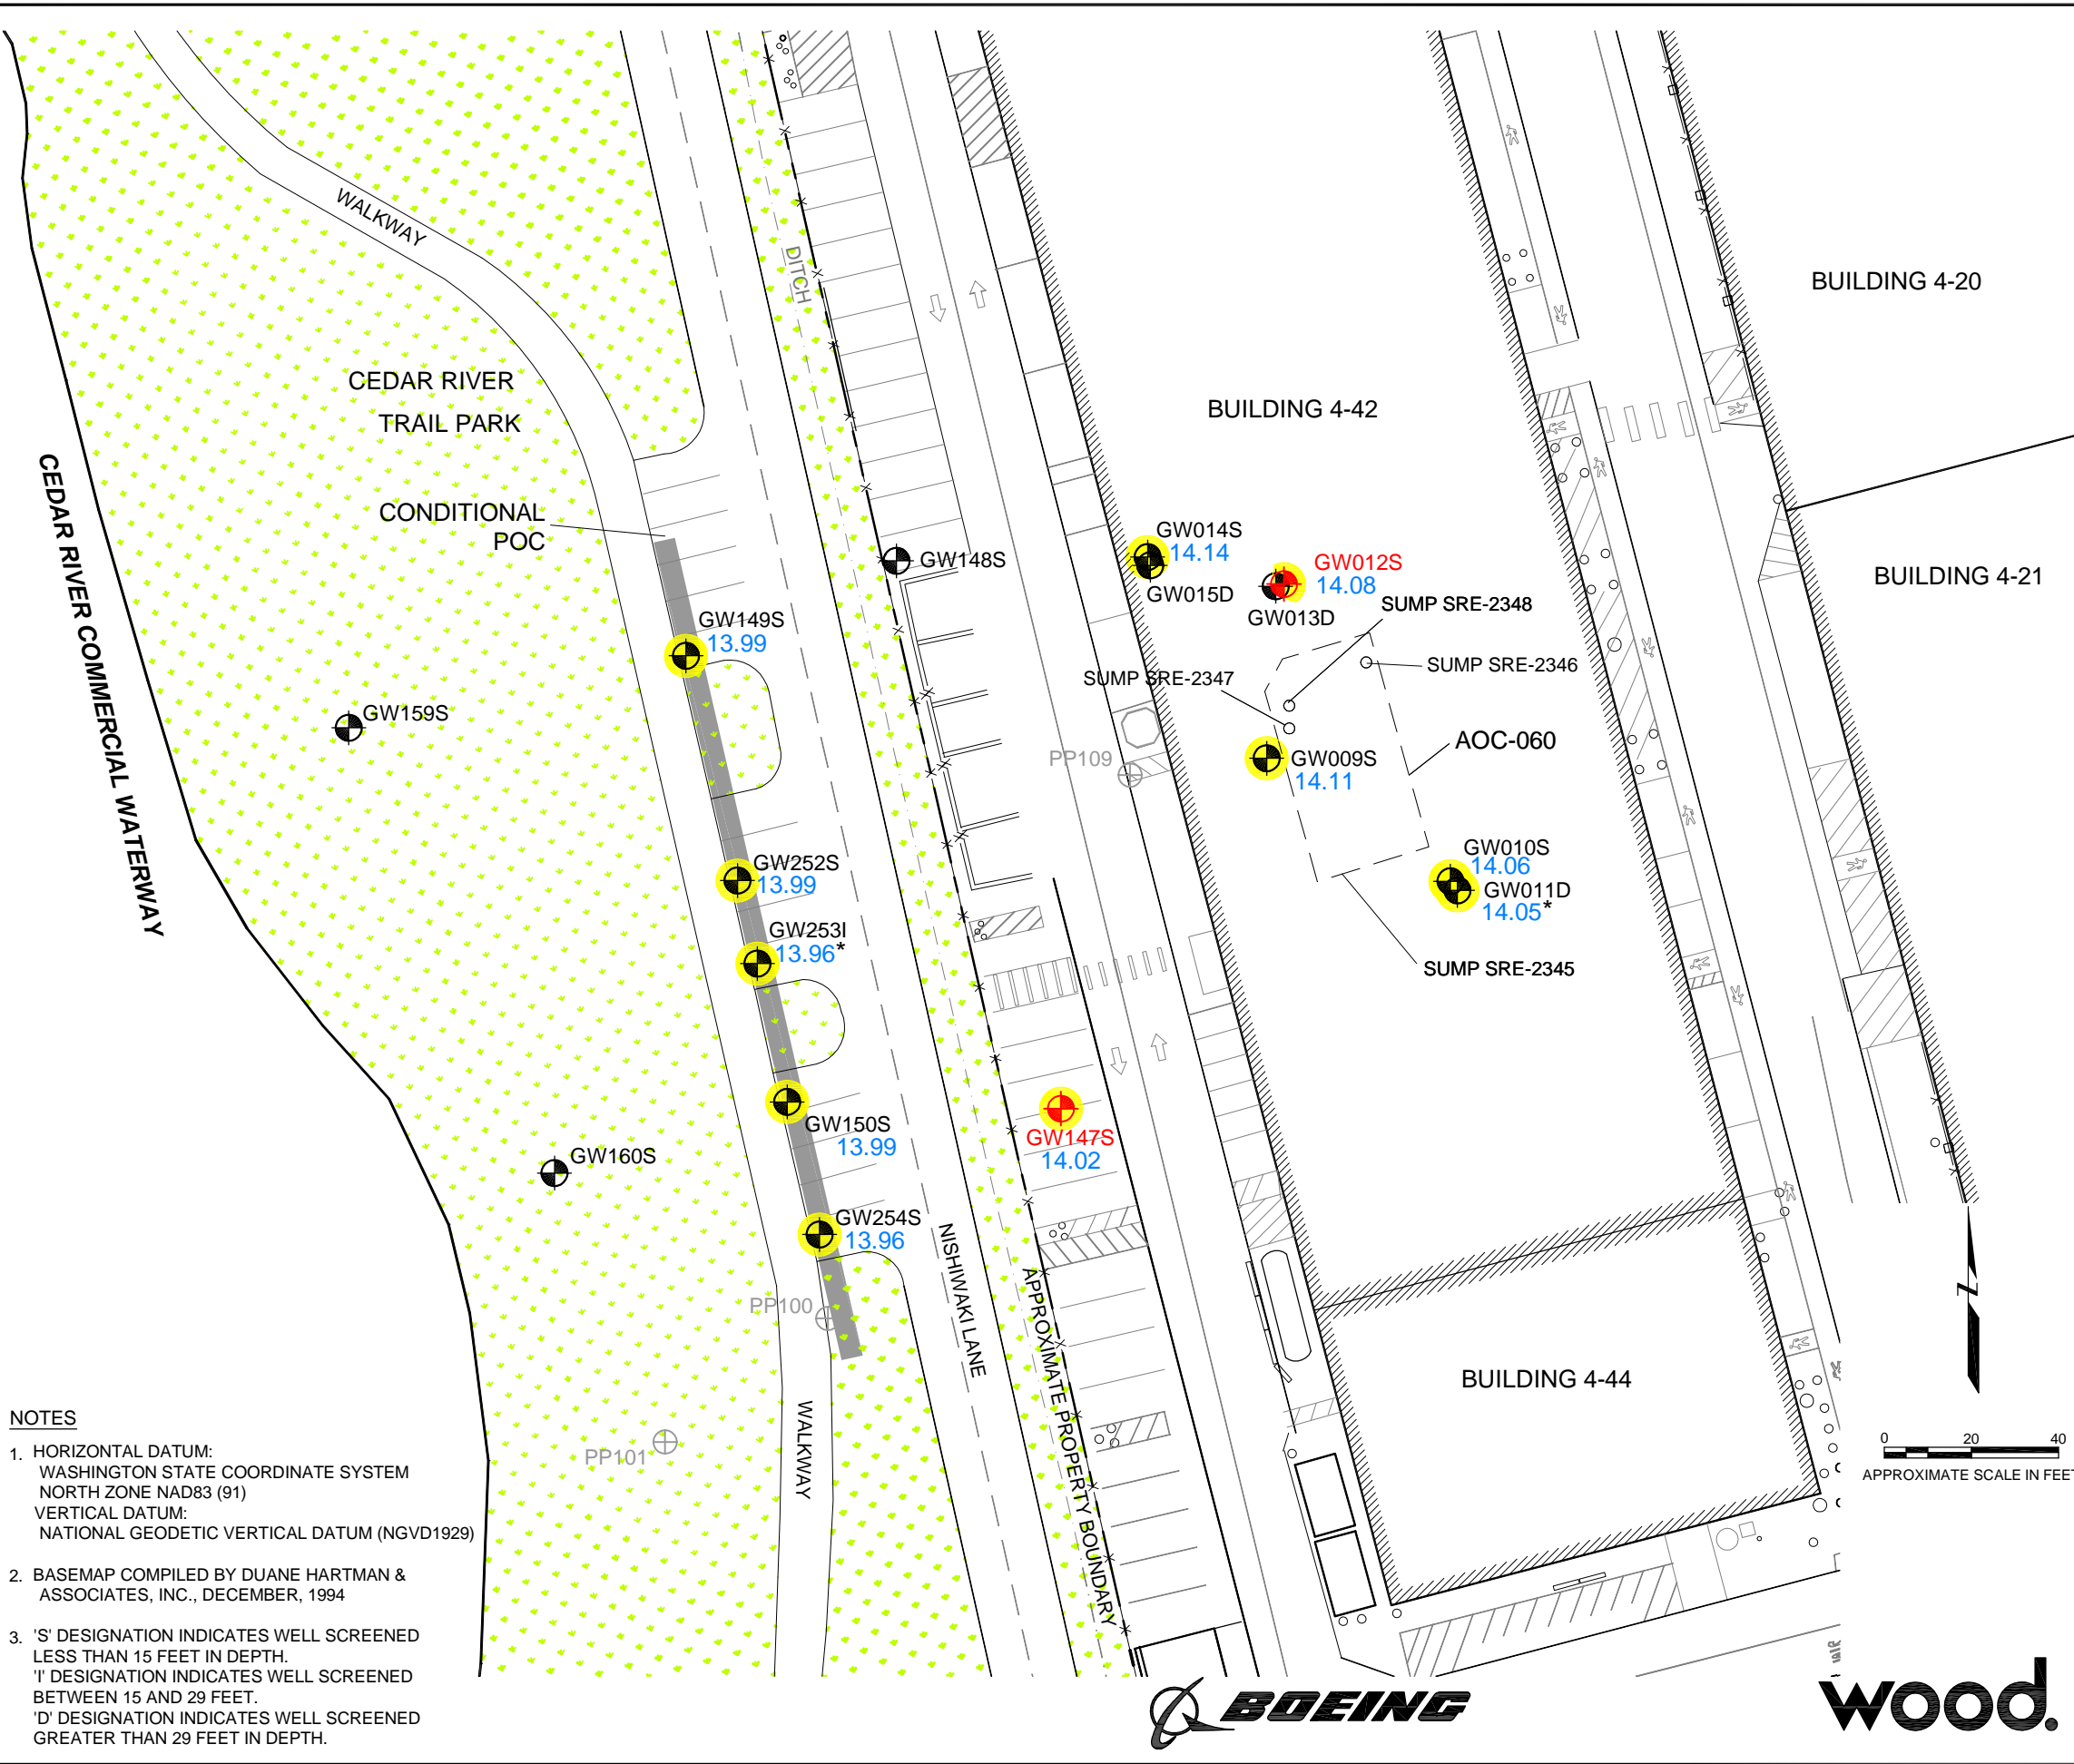 WALKWAY
DITCH
BUILDING 4-20
CEDAR RIVER
TRAIL PARK
BUILDING 4-42
CONDITIONAL
POC
CEDAR RIVER COMMERCIAL WATERWAY
GW148S
GW014S
14.14
GW015D
GW012S
14.08
GW013D
BUILDING 4-21
SUMP SRE-2348
GW149S
13.99
SUMP SRE-2346
SUMP SRE-2347
GW159S
AOC-060
PP109
GW009S
14.11
GW252S
13.99
GW010S
14.06
GW011D
14.05*
GW253I
13.96*
SUMP SRE-2345
GW150S
13.99
GW147S
14.02
GW160S
GW254S
13.96
NISHIWAKI LANE
APPROXIMATE PROPERTY BOUNDARY
PP100
BUILDING 4-44
WALKWAY
PP101
N
0 20 40
APPROXIMATE SCALE IN FEET
NOTES
1. HORIZONTAL DATUM:
WASHINGTON STATE COORDINATE SYSTEM
NORTH ZONE NAD83 (91)
VERTICAL DATUM:
NATIONAL GEODETIC VERTICAL DATUM (NGVD1929)
2. BASEMAP COMPILED BY DUANE HARTMAN &
ASSOCIATES, INC., DECEMBER, 1994
3. 'S' DESIGNATION INDICATES WELL SCREENED
LESS THAN 15 FEET IN DEPTH.
'I' DESIGNATION INDICATES WELL SCREENED
BETWEEN 15 AND 29 FEET.
'D' DESIGNATION INDICATES WELL SCREENED
GREATER THAN 29 FEET IN DEPTH.
BOEING
wood.